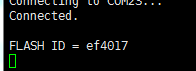 Connecting to COM23...
Connected.
FLASH ID = ef4017